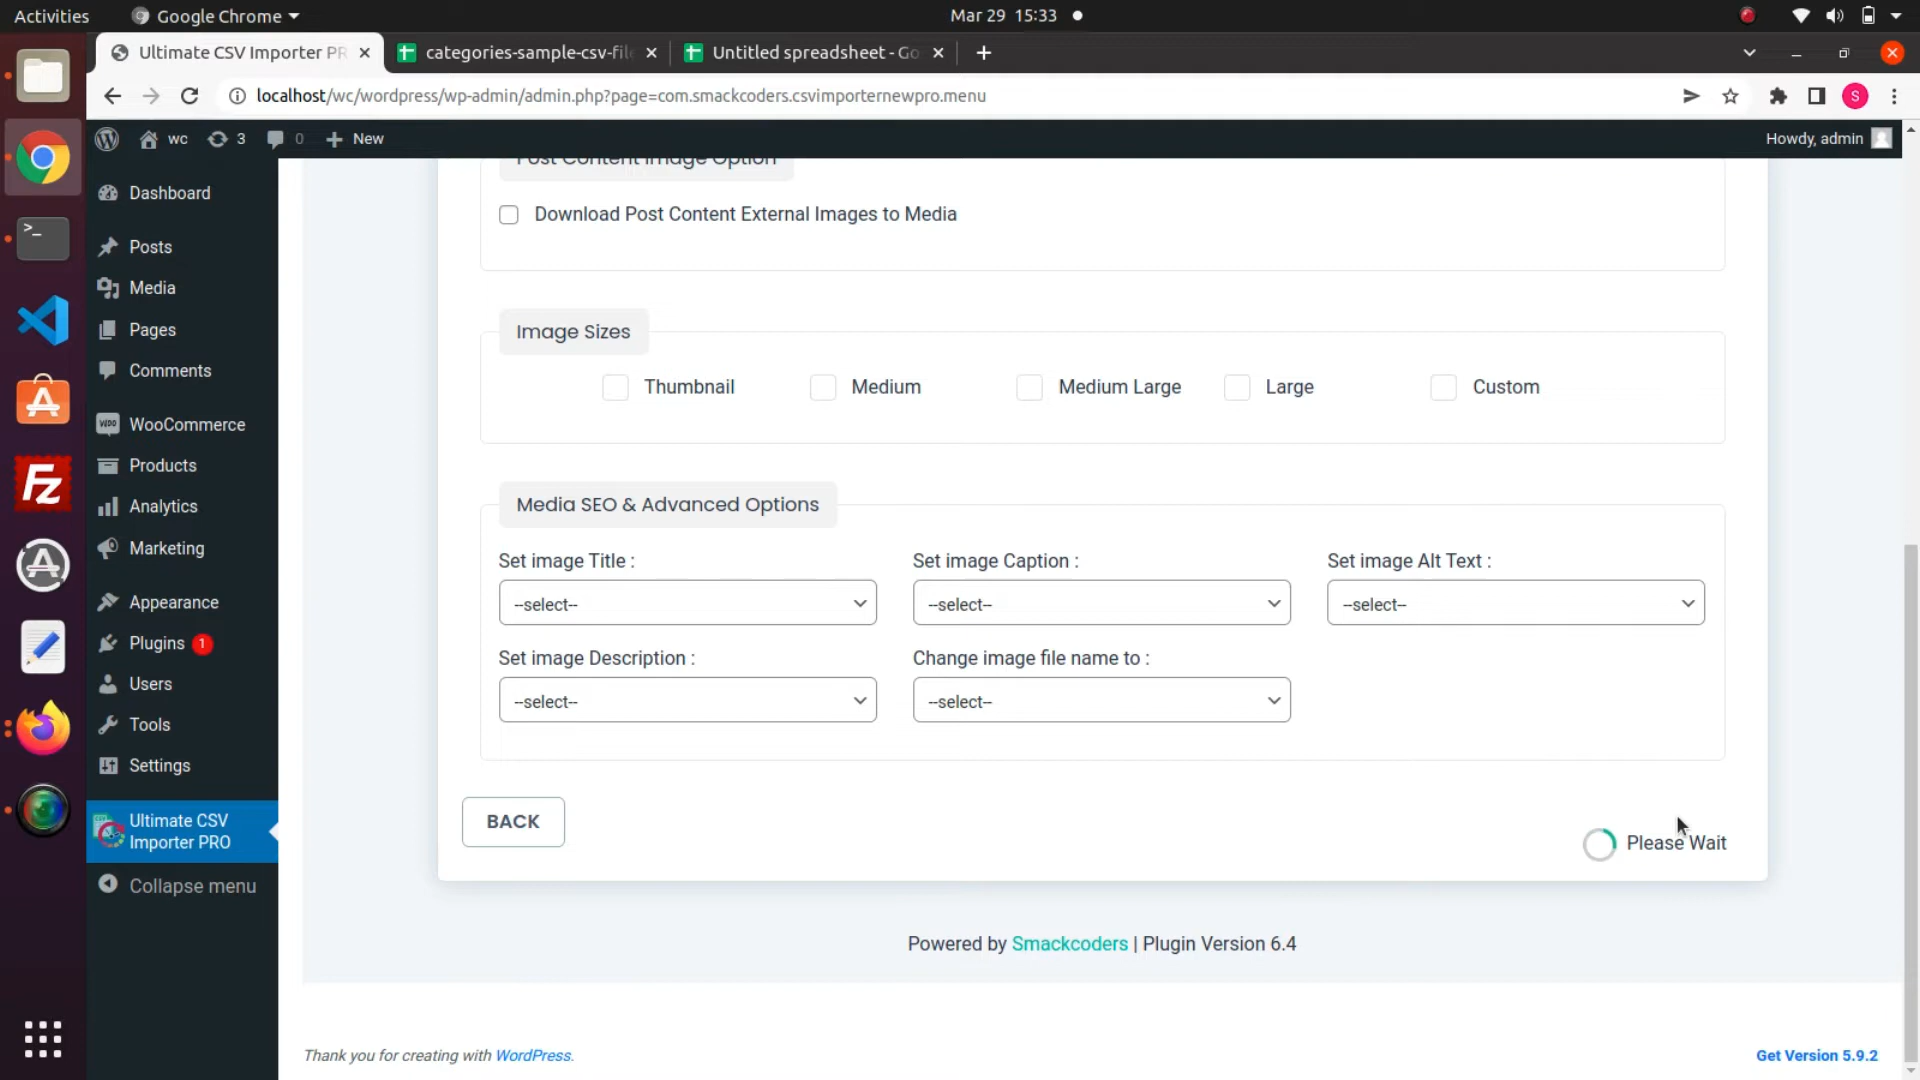 Activities
Google Chrome
Mar 29 15:33
Ultimate CSV Importer PR
categories-sample-csv-file
Untitled spreadsheet - Go
localhost/wc/wordpress/wp-admin/admin.php?page=com.smackcoders.csvimporternewpro.menu
S
wc
3
0
New
Howdy, admin
Dashboard
Posts
Media
Pages
Comments
WooCommerce
Products
Analytics
Marketing
Appearance
Plugins 1
Users
Tools
Settings
Ultimate CSV
Importer PRO
Collapse menu
Post Content Image Option
Download Post Content External Images to Media
Image Sizes
Thumbnail
Medium
Medium Large
Large
Custom
Media SEO & Advanced Options
Set image Title :
Set image Caption :
Set image Alt Text :
--select--
--select--
--select--
Set image Description :
Change image file name to :
--select--
--select--
BACK
Please Wait
Powered by Smackcoders | Plugin Version 6.4
Thank you for creating with WordPress.
Get Version 5.9.2